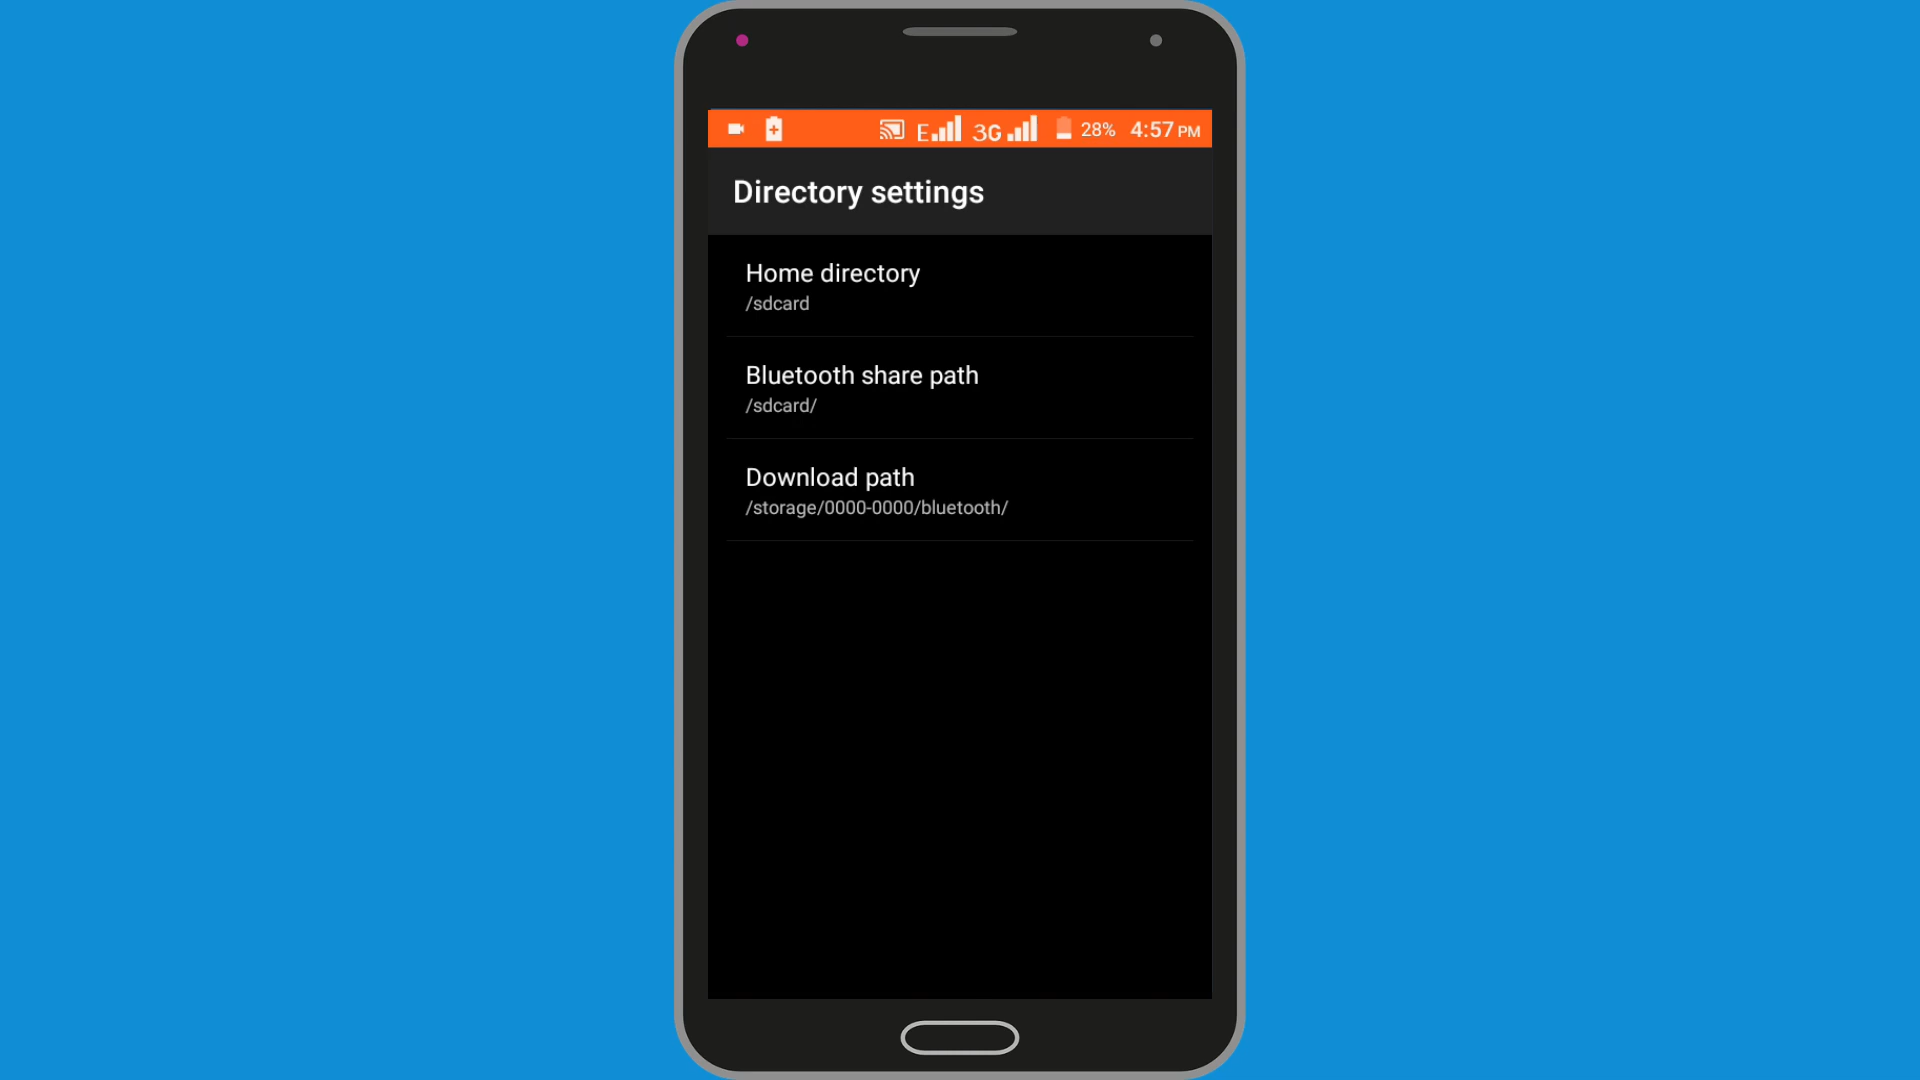 E 3G 28% 4:57 PM
Directory settings
Home directory
/sdcard
Bluetooth share path
/sdcard/
Download path
/storage/0000-0000/bluetooth/